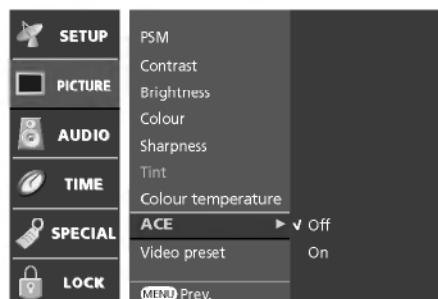 SETUP
PICTURE
AUDIO
TIME
SPECIAL
LOCK
PSM
Contrast
Brightness
Colour
Sharpness
Tint
Colour temperature
ACE ► √ Off
Video preset On
MENU Prev.